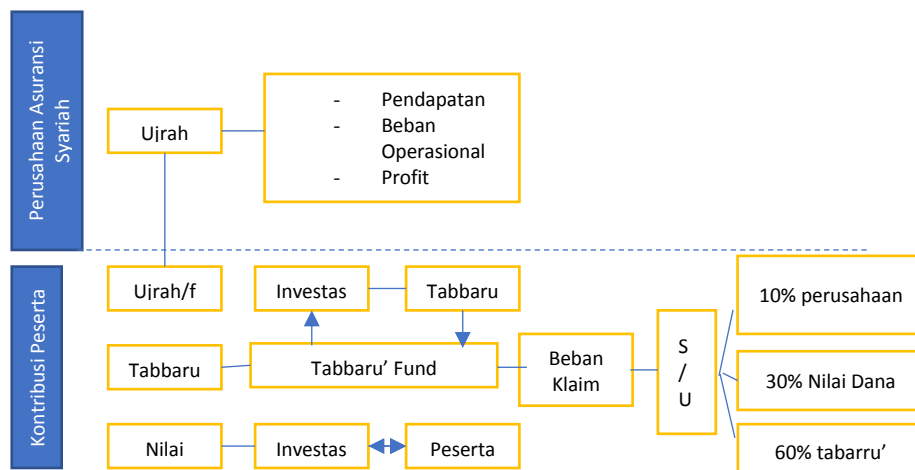 Perusahaan Asuransi
Syariah
Ujrah
- Pendapatan
- Beban
Operasional
- Profit
Kontribusi Peserta
Ujrah/f
Investas
Tabbaru
10% perusahaan
Tabbaru
Tabbaru’ Fund
Beban
Klaim
S
/
U
30% Nilai Dana
Nilai
Investas
Peserta
60% tabarru’